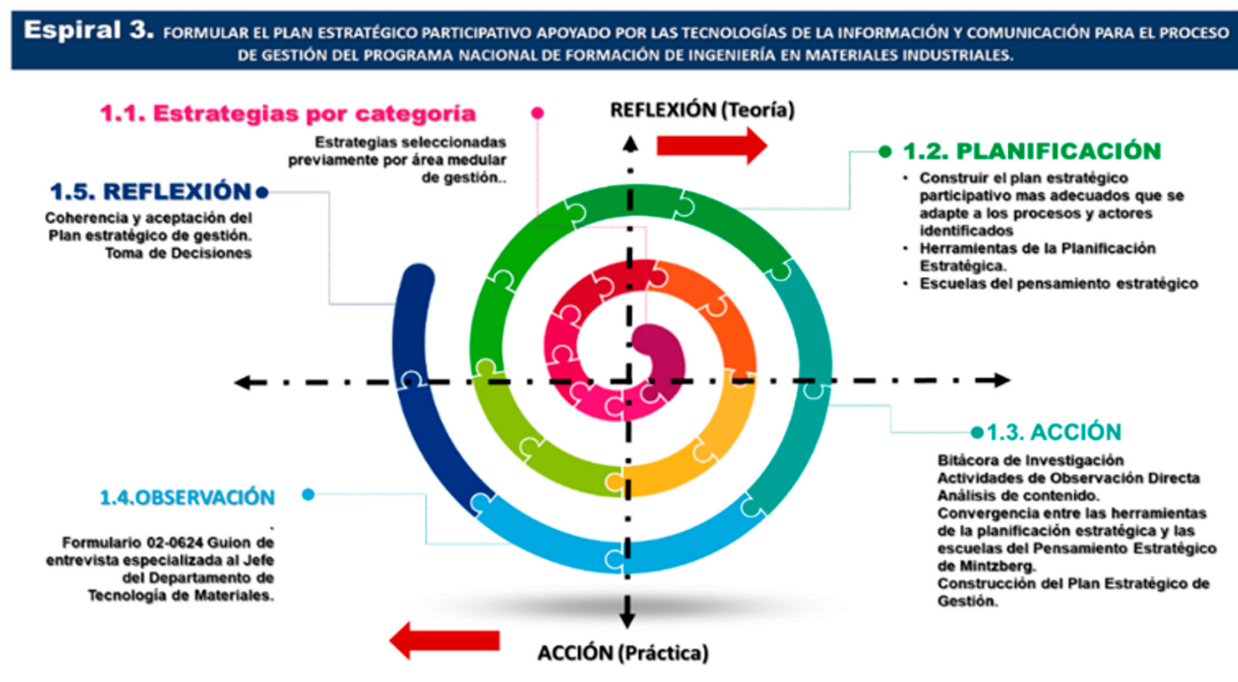 Espiral 3. FORMULAR EL PLAN ESTRATÉGICO PARTICIPATIVO APOYADO POR LAS TECNOLOGÍAS DE LA INFORMACIÓN Y COMUNICACIÓN PARA EL PROCESO
DE GESTIÓN DEL PROGRAMA NACIONAL DE FORMACIÓN DE INGENIERÍA EN MATERIALES INDUSTRIALES.
1.1. Estrategias por categoría
Estrategias seleccionadas
previamente por área medular
de gestión..
REFLEXIÓN (Teoría)
1.2. PLANIFICACIÓN
• Construir el plan estratégico
participativo mas adecuados que se
adapte a los procesos y actores
identificados
• Herramientas de la Planificación
Estratégica.
• Escuelas del pensamiento estratégico
1.5. REFLEXIÓN
Coherencia y aceptación del
Plan estratégico de gestión.
Toma de Decisiones
1.3. ACCIÓN
Bitácora de Investigación
Actividades de Observación Directa
Análisis de contenido.
Convergencia entre las herramientas
de la planificación estratégica y las
escuelas del Pensamiento Estratégico
de Mintzberg.
Construcción del Plan Estratégico de
Gestión.
1.4.OBSERVACIÓN
.
Formulario 02-0624 Guion de
entrevista especializada al Jefe
del Departamento de
Tecnología de Materiales.
ACCIÓN (Práctica)